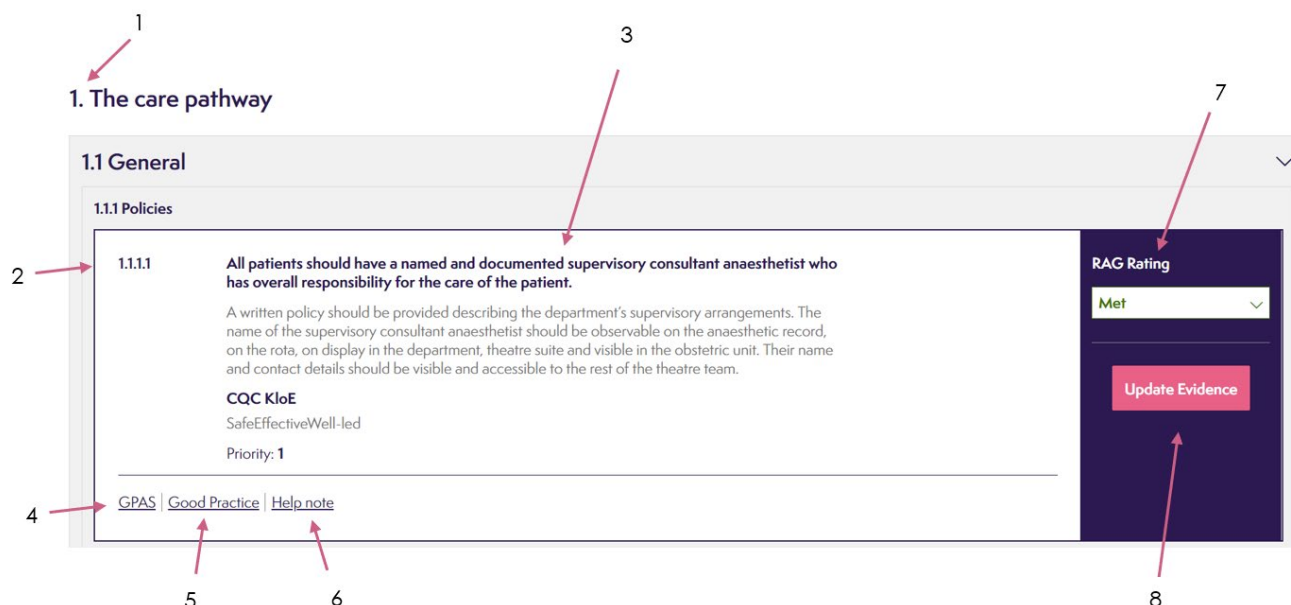 1
3
7
1. The care pathway
1.1 General
1.1.1 Policies
2
1.1.1.1
All patients should have a named and documented supervisory consultant anaesthetist who
has overall responsibility for the care of the patient.
A written policy should be provided describing the department's supervisory arrangements. The
name of the supervisory consultant anaesthetist should be observable on the anaesthetic record,
on the rota, on display in the department, theatre suite and visible in the obstetric unit. Their name
and contact details should be visible and accessible to the rest of the theatre team.
CQC KloE
SafeEffectiveWell-led
Priority: 1
RAG Rating
Met
Update Evidence
4
GPAS | Good Practice | Help note
5
6
8